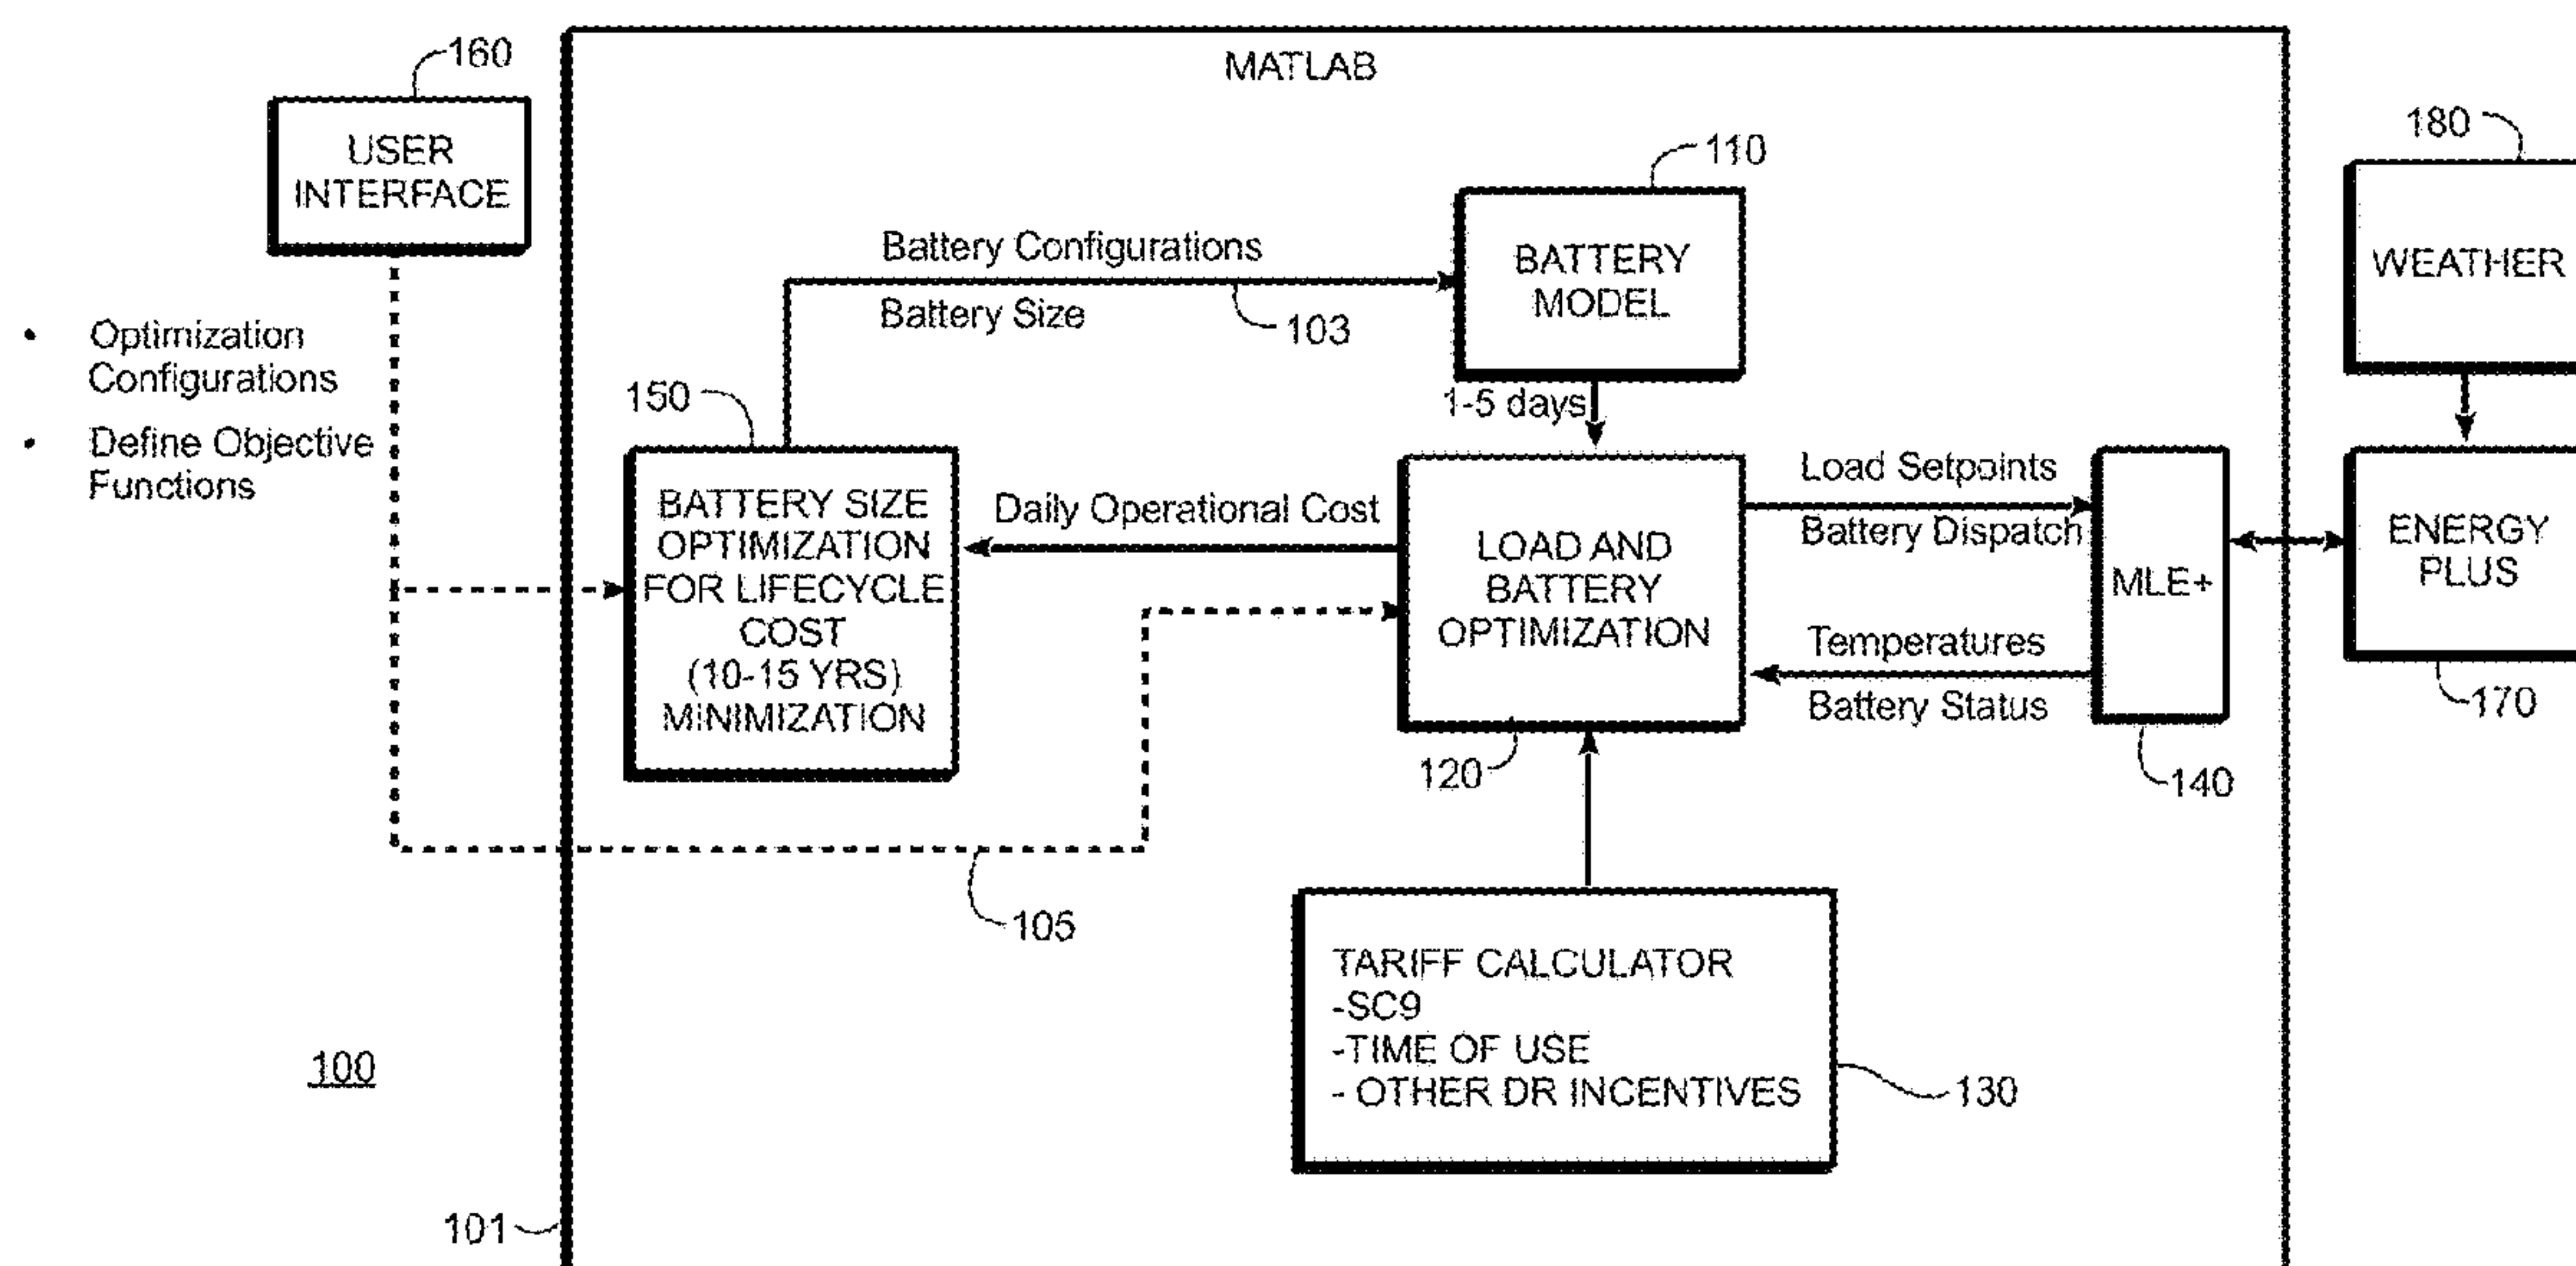 MATLAB
160
USER
INTERFACE
• Optimization
Configurations
• Define Objective
Functions
110
BATTERY
MODEL
Battery Configurations
Battery Size
103
180
WEATHER
1-5 days
150
BATTERY SIZE
OPTIMIZATION
FOR LIFECYCLE
COST
(10-15 YRS)
MINIMIZATION
Daily Operational Cost
LOAD AND
BATTERY
OPTIMIZATION
120
Load Setpoints
Battery Dispatch
Temperatures
Battery Status
MLE+
140
ENERGY
PLUS
170
105
TARIFF CALCULATOR
-SC9
-TIME OF USE
- OTHER DR INCENTIVES
130
100
101